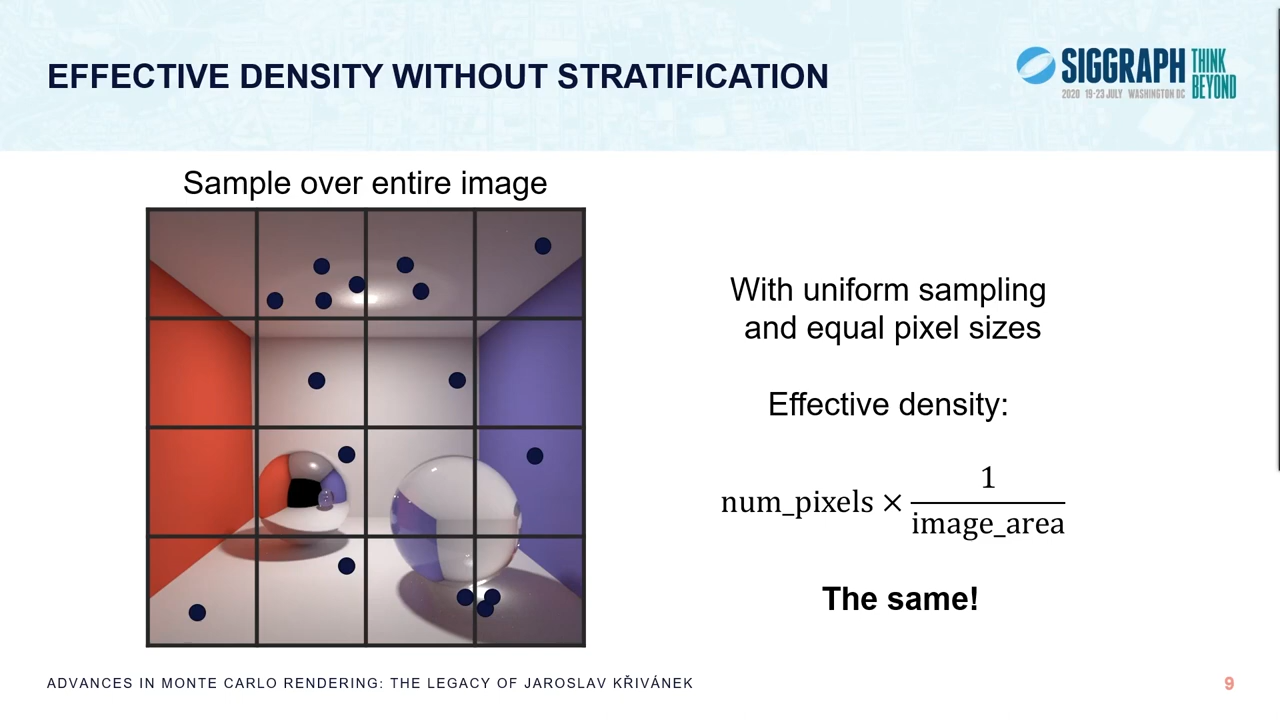 EFFECTIVE DENSITY WITHOUT STRATIFICATION
SIGGRAPH
THINK
BEYOND
2020 19-23 JULY WASHINGTON DC
Sample over entire image
With uniform sampling
and equal pixel sizes
Effective density:
num_pixels × 1
image_area
The same!
ADVANCES IN MONTE CARLO RENDERING: THE LEGACY OF JAROSLAV KŘIVÁNEK
9